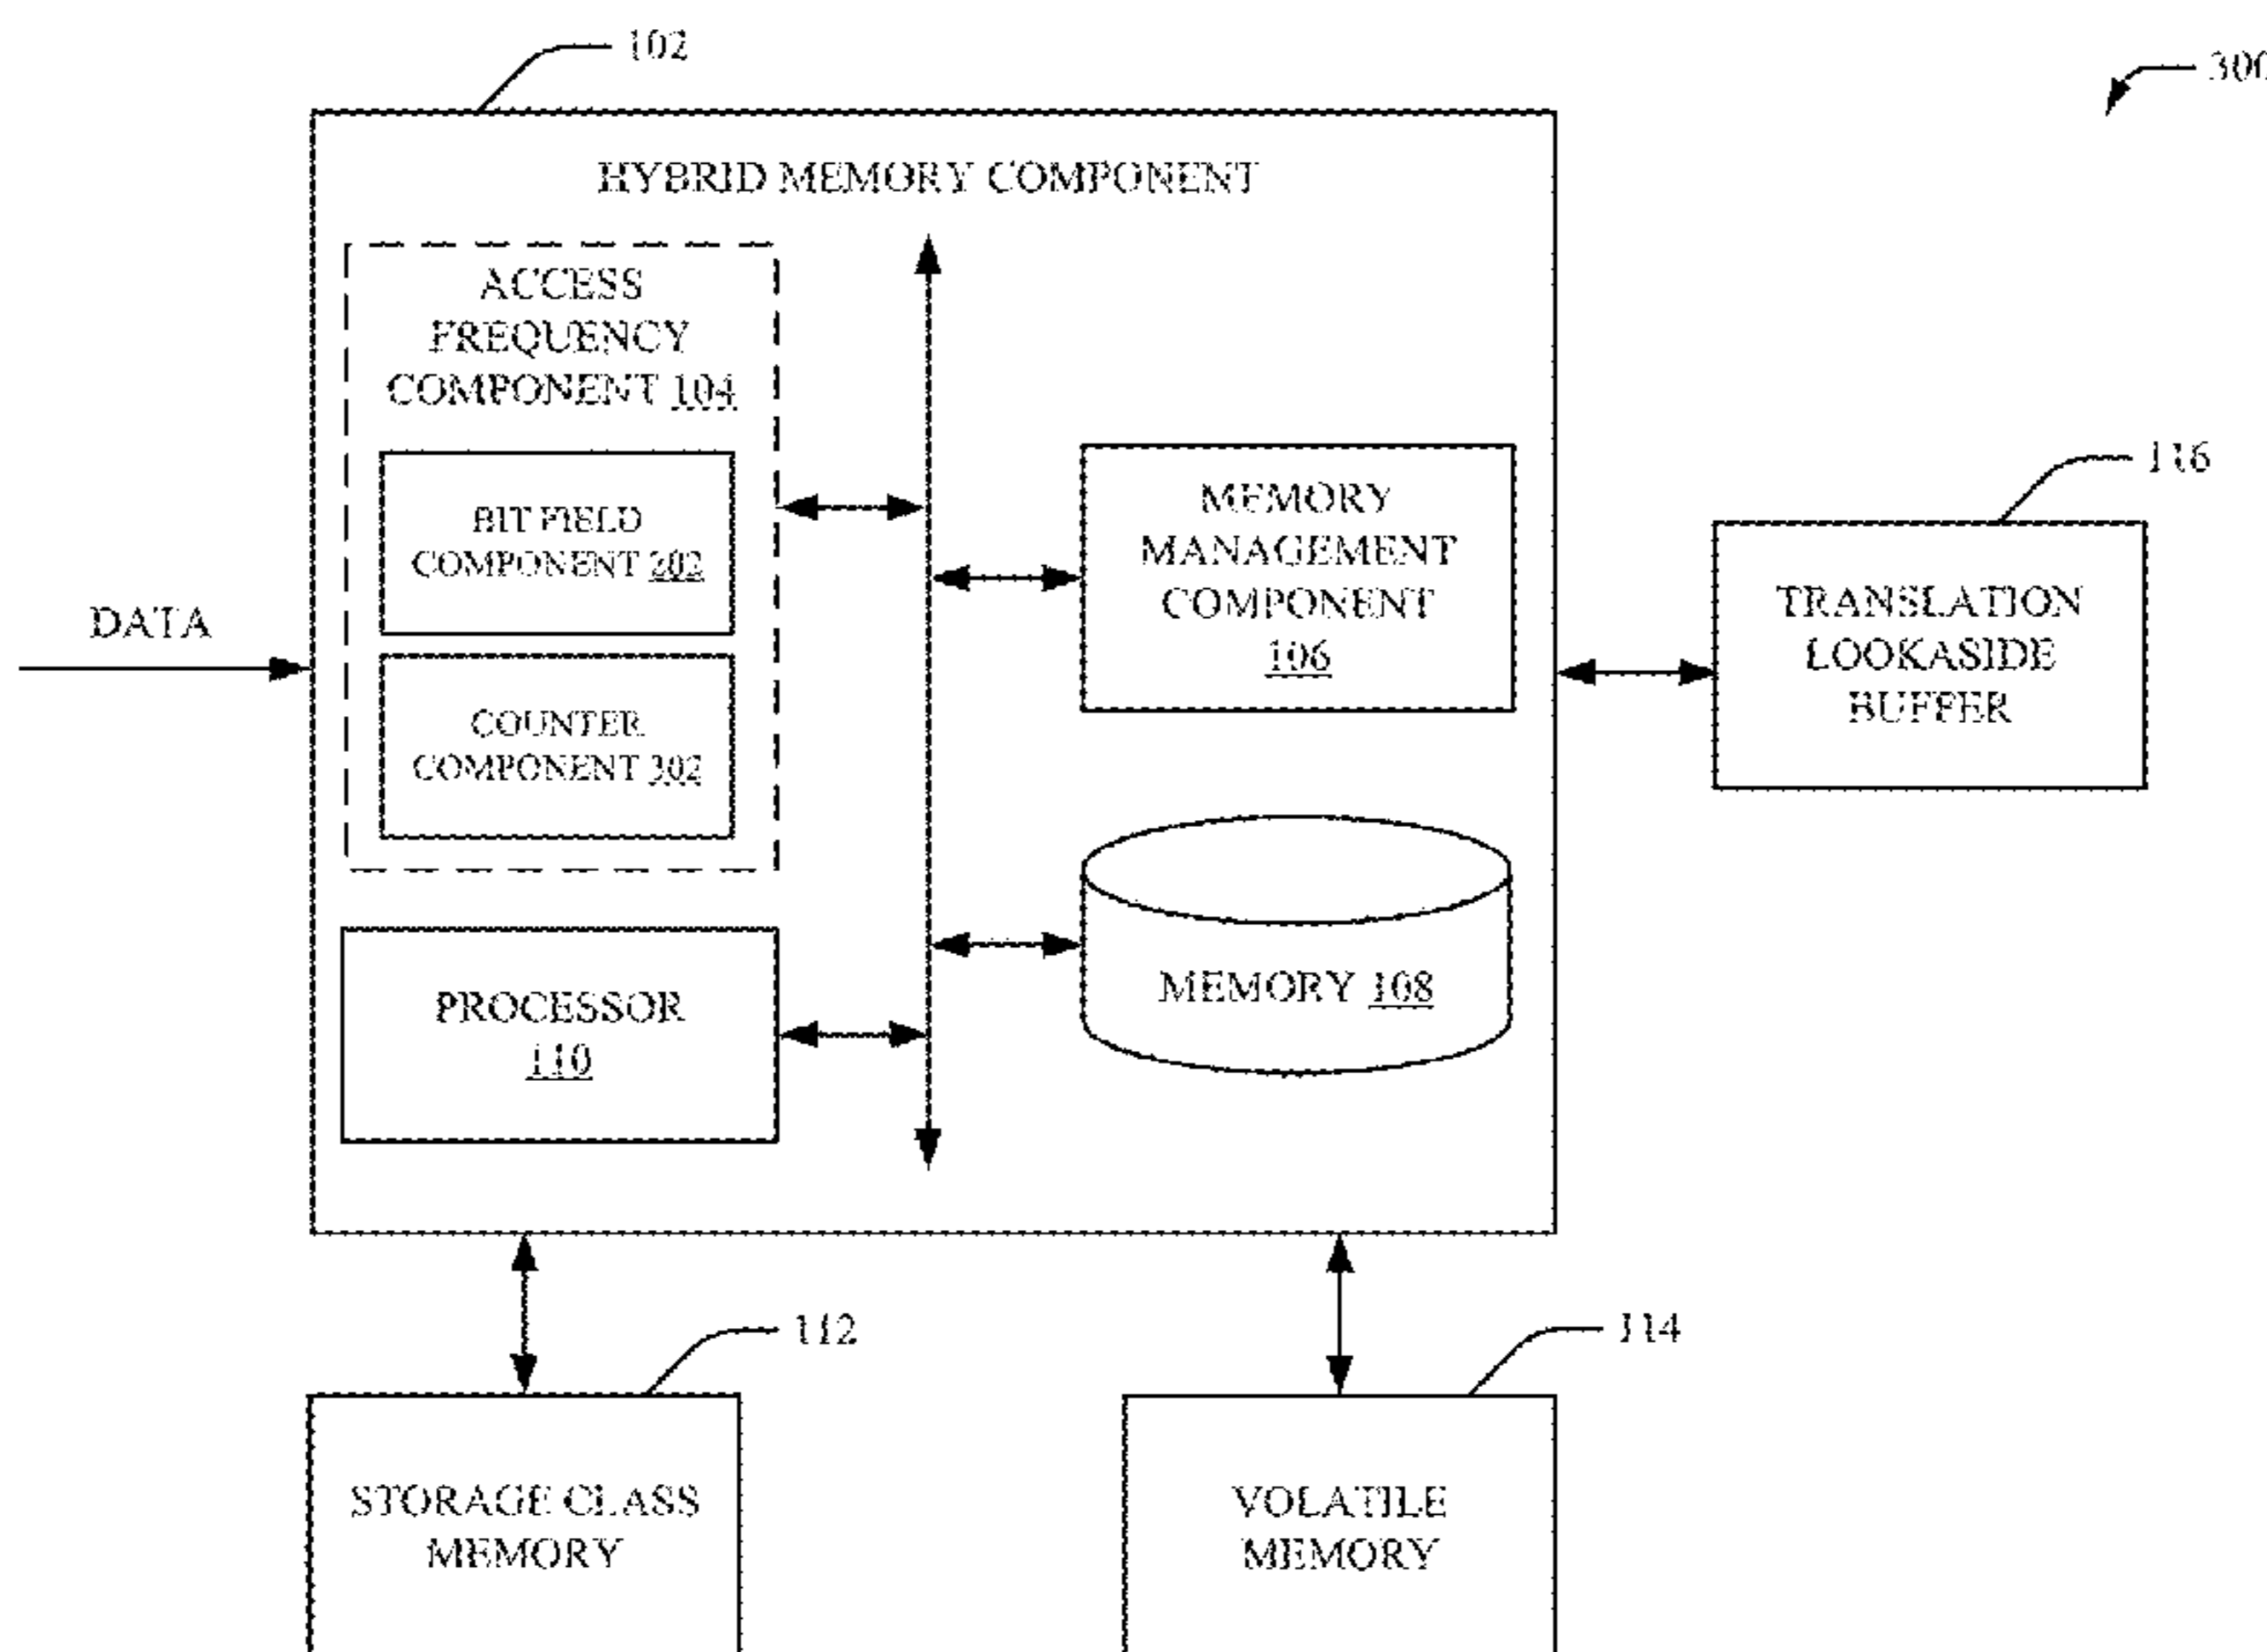 102
300
HYBRID MEMORY COMPONENT
ACCESS
FREQUENCY
COMPONENT 104
BIT FIELD
COMPONENT 202
COUNTER
COMPONENT 302
DATA
MEMORY
MANAGEMENT
COMPONENT
106
116
TRANSLATION
LOOKASIDE
BUFFER
PROCESSOR
110
MEMORY 108
112
114
STORAGE CLASS
MEMORY
VOLATILE
MEMORY